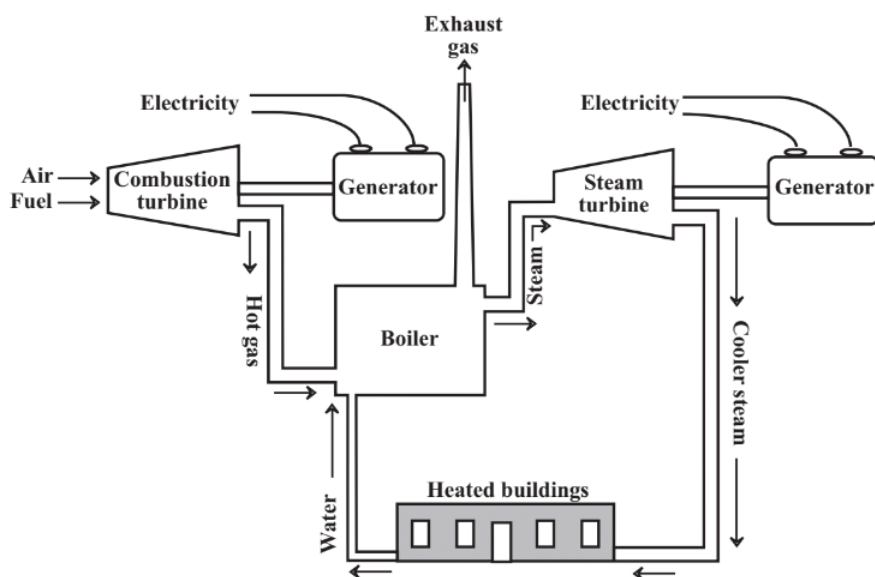 Exhaust
gas
Electricity
Electricity
Air
Fuel
Combustion
turbine
Generator
Steam
turbine
Generator
Hot gas
Boiler
Steam
Cooler steam
Water
Heated buildings